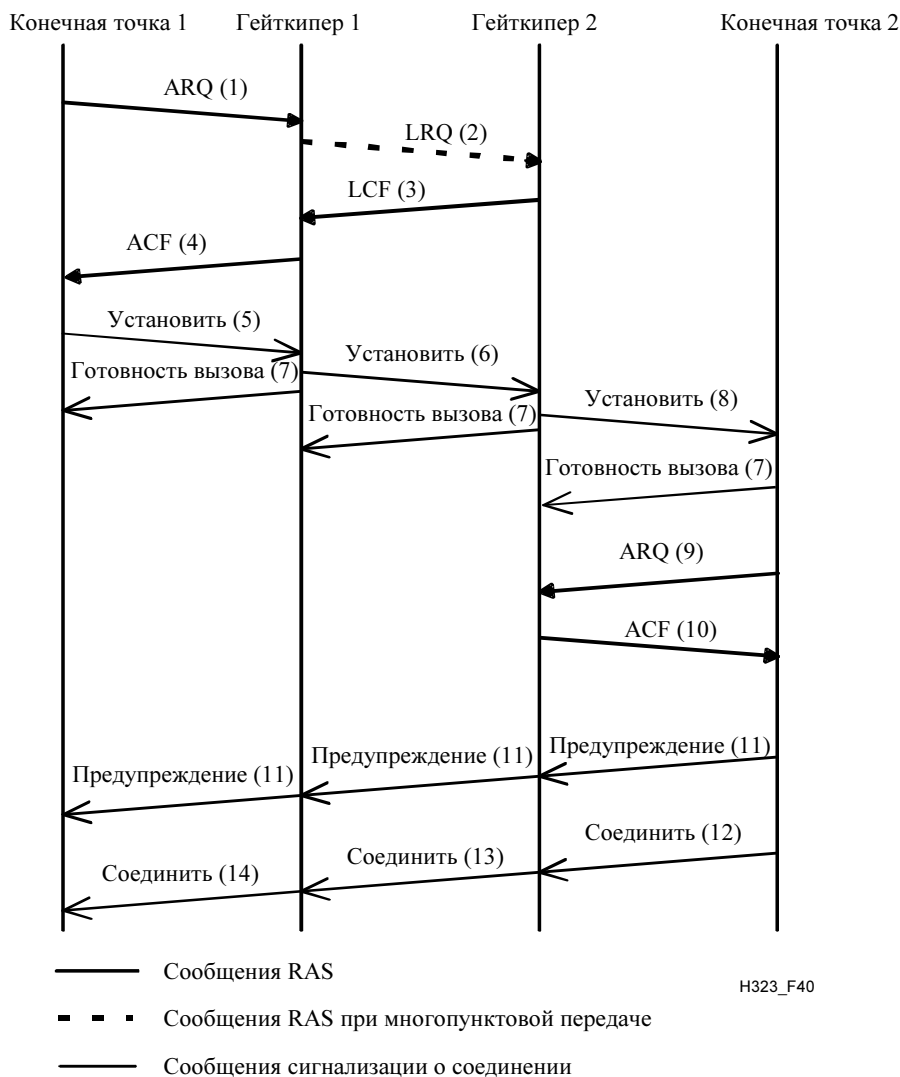 Конечная точка 1 Гейткипер 1 Гейткипер 2 Конечная точка 2
ARQ (1)
LRQ (2)
LCF (3)
ACF (4)
Установить (5)
Установить (6)
Готовность вызова (7)
Установить (8)
Готовность вызова (7)
Готовность вызова (7)
ARQ (9)
ACF (10)
Предупреждение (11)
Предупреждение (11)
Предупреждение (11)
Соединить (12)
Соединить (13)
Соединить (14)
Сообщения RAS
H323_F40
Сообщения RAS при многопунктовой передаче
Сообщения сигнализации о соединении